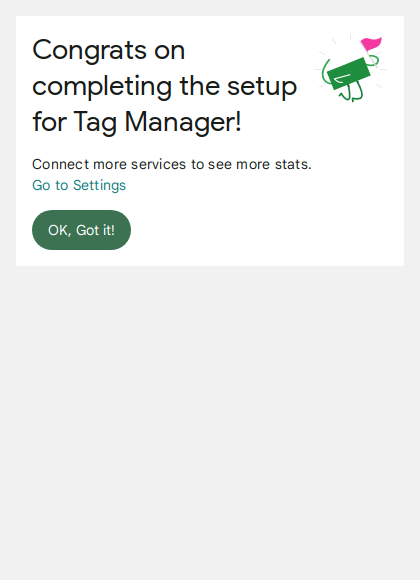 Congrats on
completing the setup
for Tag Manager!
Connect more services to see more stats.
Go to Settings
OK, Got it!